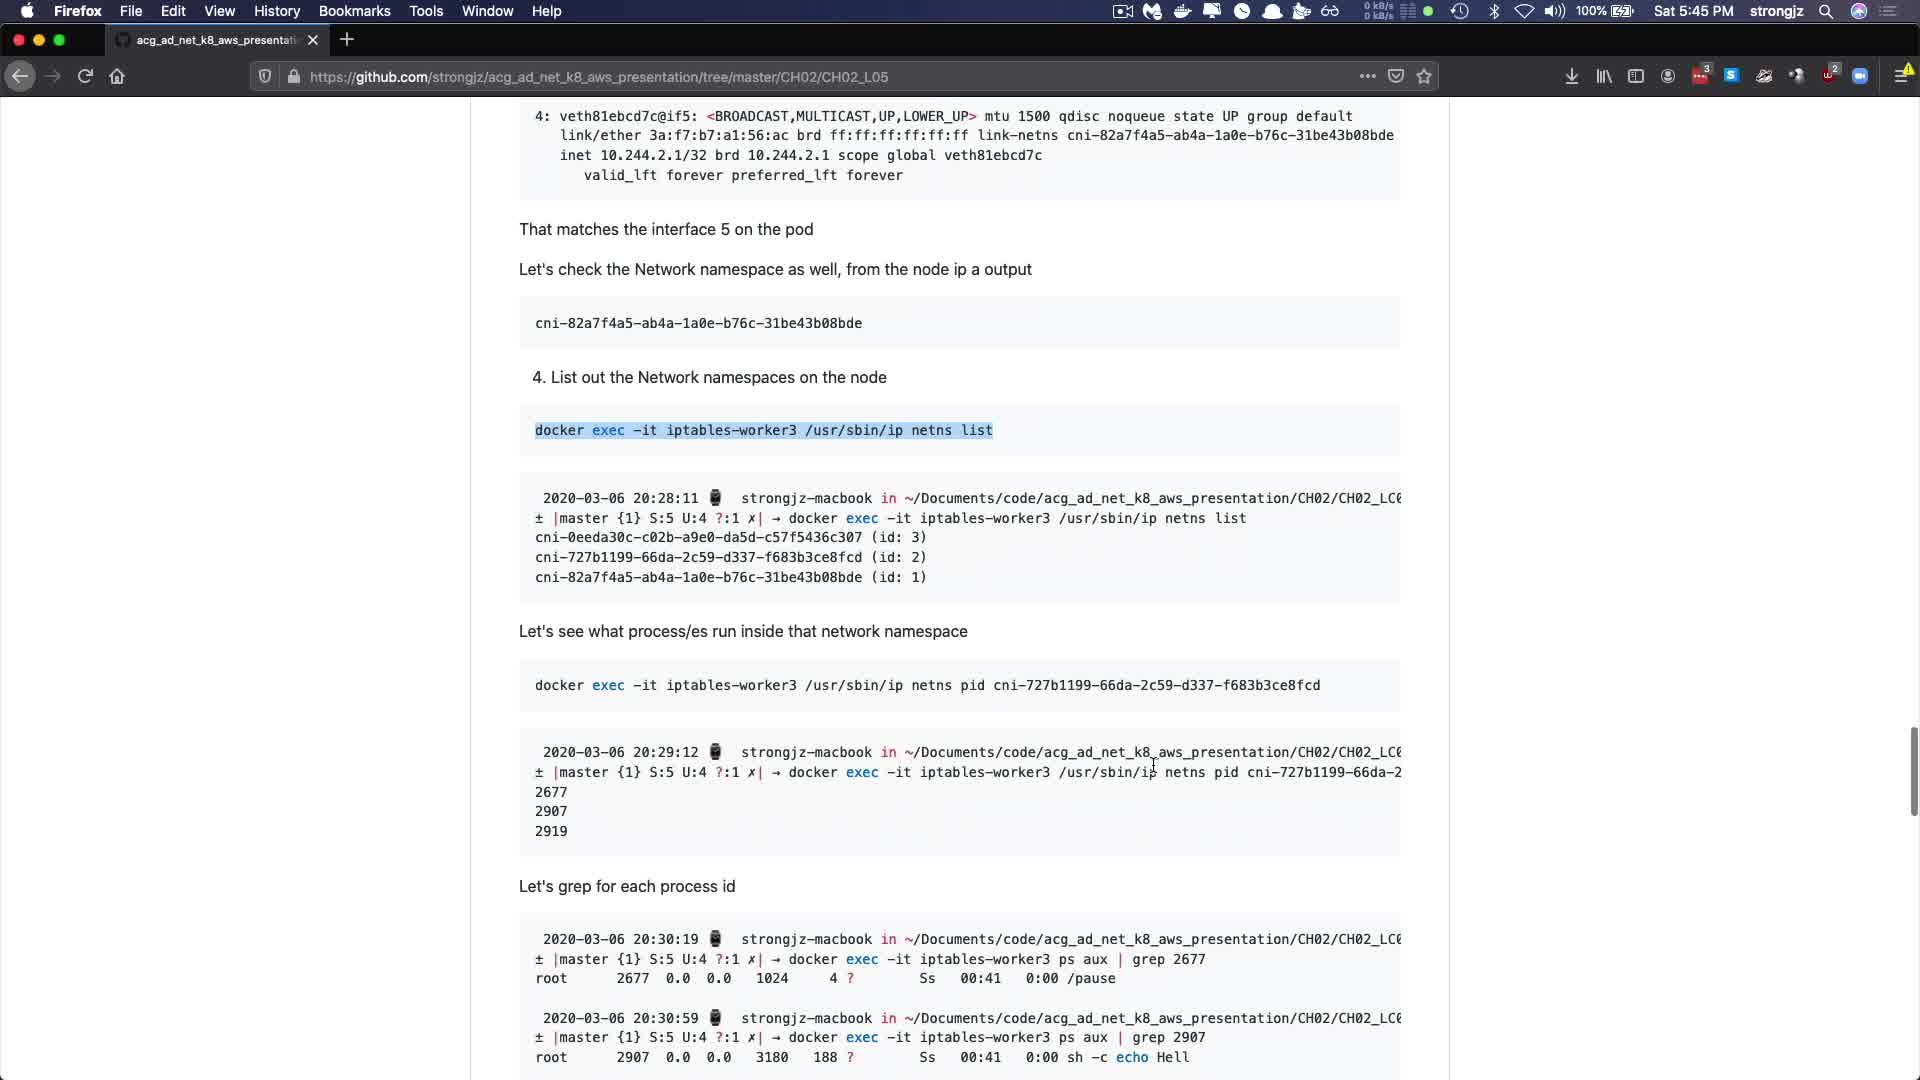 Firefox File Edit View History Bookmarks Tools Window Help 0 kB/s 0 kB/s 100% Sat 5:45 PM strongjz
acg_ad_net_k8_aws_presentati
https://github.com/strongjz/acg_ad_net_k8_aws_presentation/tree/master/CH02/CH02_L05 3 S 2
4: veth81ebcd7c@if5: <BROADCAST,MULTICAST,UP,LOWER_UP> mtu 1500 qdisc noqueue state UP group default
link/ether 3a:f7:b7:a1:56:ac brd ff:ff:ff:ff:ff:ff link-netns cni-82a7f4a5-ab4a-1a0e-b76c-31be43b08bde
inet 10.244.2.1/32 brd 10.244.2.1 scope global veth81ebcd7c
valid_lft forever preferred_lft forever
That matches the interface 5 on the pod
Let's check the Network namespace as well, from the node ip a output
cni-82a7f4a5-ab4a-1a0e-b76c-31be43b08bde
4. List out the Network namespaces on the node
docker exec -it iptables-worker3 /usr/sbin/ip netns list
2020-03-06 20:28:11 ⌚ strongjz-macbook in ~/Documents/code/acg_ad_net_k8_aws_presentation/CH02/CH02_LC0
± |master {1} S:5 U:4 ?:1 ✗| → docker exec -it iptables-worker3 /usr/sbin/ip netns list
cni-0eeda30c-c02b-a9e0-da5d-c57f5436c307 (id: 3)
cni-727b1199-66da-2c59-d337-f683b3ce8fcd (id: 2)
cni-82a7f4a5-ab4a-1a0e-b76c-31be43b08bde (id: 1)
Let's see what process/es run inside that network namespace
docker exec -it iptables-worker3 /usr/sbin/ip netns pid cni-727b1199-66da-2c59-d337-f683b3ce8fcd
2020-03-06 20:29:12 ⌚ strongjz-macbook in ~/Documents/code/acg_ad_net_k8_aws_presentation/CH02/CH02_LC0
± |master {1} S:5 U:4 ?:1 ✗| → docker exec -it iptables-worker3 /usr/sbin/ip netns pid cni-727b1199-66da-2
2677
2907
2919
Let's grep for each process id
2020-03-06 20:30:19 ⌚ strongjz-macbook in ~/Documents/code/acg_ad_net_k8_aws_presentation/CH02/CH02_LC0
± |master {1} S:5 U:4 ?:1 ✗| → docker exec -it iptables-worker3 ps aux | grep 2677
root 2677 0.0 0.0 1024 4 ? Ss 00:41 0:00 /pause
2020-03-06 20:30:59 ⌚ strongjz-macbook in ~/Documents/code/acg_ad_net_k8_aws_presentation/CH02/CH02_LC0
± |master {1} S:5 U:4 ?:1 ✗| → docker exec -it iptables-worker3 ps aux | grep 2907
root 2907 0.0 0.0 3180 188 ? Ss 00:41 0:00 sh -c echo Hell